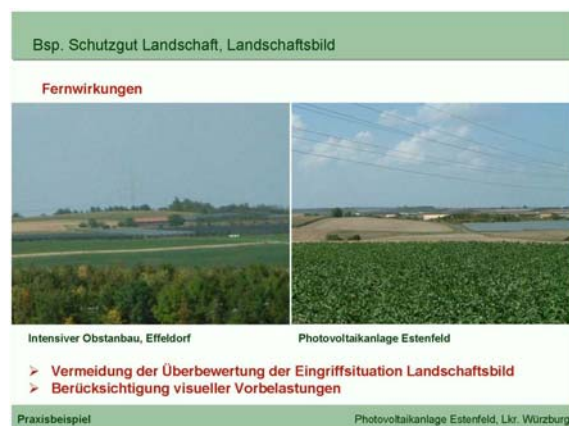 Bsp. Schutzgut Landschaft, Landschaftsbild
Fernwirkungen
Intensiver Obstanbau, Effeldorf
Photovoltaikanlage Estenfeld
➤ Vermeidung der Überbewertung der Eingriffsituation Landschaftsbild
➤ Berücksichtigung visueller Vorbelastungen
Praxisbeispiel
Photovoltaikanlage Estenfeld, Lkr. Würzburg